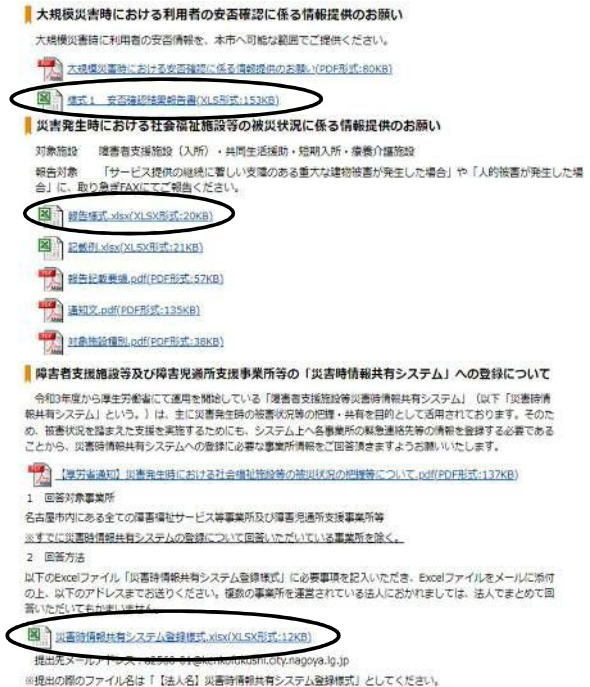 大規模災害時における利用者の安否確認に係る情報提供のお願い
大規模災害時に利用者の安否情報を、本市へ可能な範囲でご提供ください。
大規模災害時における安否確認に係る情報提供のお願い(PDF形式:80KB)
様式1 安否確認結果報告書(XLS形式:153KB)
災害発生時における社会福祉施設等の被災状況に係る情報提供のお願い
対象施設 障害者支援施設（入所）・共同生活援助・短期入所・療養介護施設
報告対象 「サービス提供の継続に著しい支障のある重大な建物被害が発生した場合」や「人的被害が発生した場
合」に、取り急ぎFAXにてご報告ください。
報告様式.xlsx(XLSX形式:20KB)
記載例.xlsx(XLSX形式:21KB)
報告記載要領.pdf(PDF形式:57KB)
通知文.pdf(PDF形式:135KB)
対象施設種別.pdf(PDF形式:38KB)
障害者支援施設等及び障害児通所支援事業所等の「災害時情報共有システム」への登録について
令和3年度から厚生労働省にて運用を開始している「障害者支援施設等災害時情報共有システム」（以下「災害時情
報共有システム」という。）は、主に災害発生時の被害状況等の把握・共有を目的として活用されております。そのた
め、被害状況を踏まえた支援を実施するためにも、システム上へ各事業所の緊急連絡先等の情報を登録する必要である
ことから、災害時情報共有システムへの登録に必要な事業所情報をご回答頂きますようお願いいたします。
【厚労省通知】災害発生時における社会福祉施設等の被災状況の把握等について.pdf(PDF形式:137KB)
1 回答対象事業所
名古屋市内にある全ての障害福祉サービス等事業所及び障害児通所支援事業所等
※すでに災害時情報共有システムの登録について回答いただいている事業所を除く。
2 回答方法
以下のExcelファイル「災害時情報共有システム登録様式」に必要事項を記入いただき、Excelファイルをメールに添付
の上、以下のアドレスまでお送りください。複数の事業所を運営されている法人におかれましては、法人でまとめて回
答いただいてもかまいません。
災害時情報共有システム登録様式.xlsx(XLSX形式:12KB)
提出先メールアドレス：a2560-01@kenkofukushi.city.nagoya.lg.jp
※提出の際のファイル名は「【法人名】災害時情報共有システム登録様式」としてください。